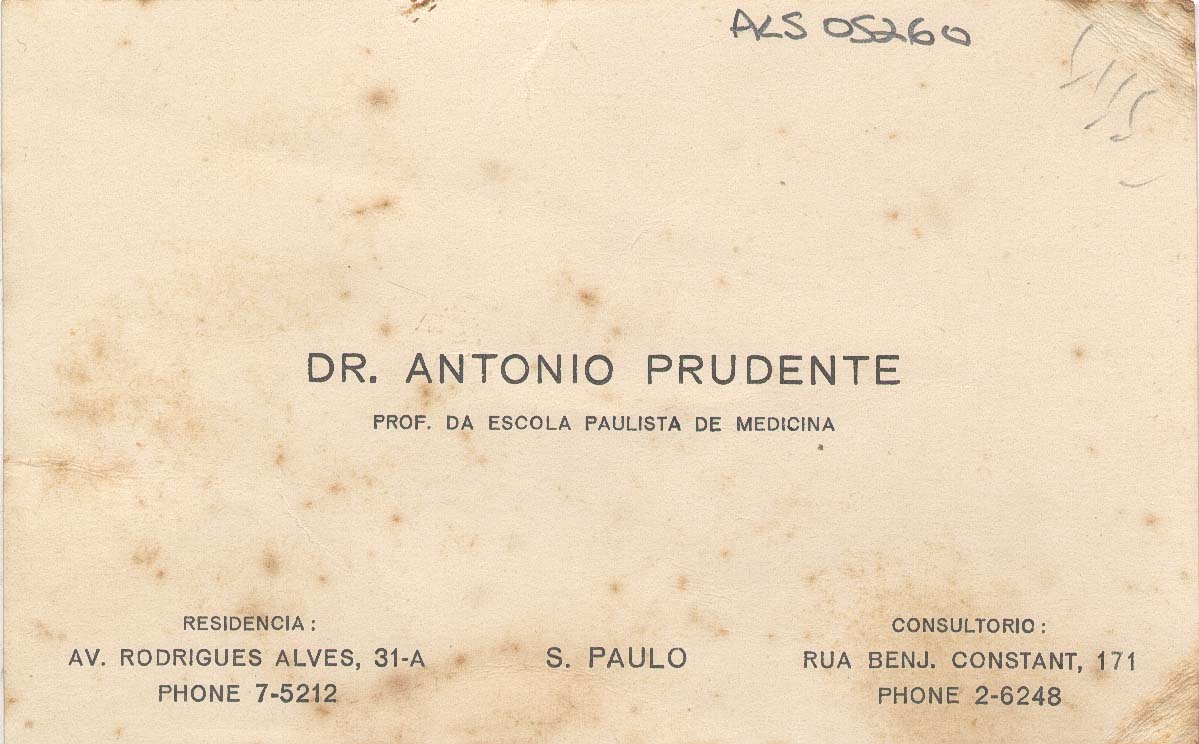 ALS 05260
DR. ANTONIO PRUDENTE
PROF. DA ESCOLA PAULISTA DE MEDICINA
RESIDENCIA:
AV. RODRIGUES ALVES, 31-A
PHONE 7-5212
S. PAULO
CONSULTORIO:
RUA BENJ. CONSTANT, 171
PHONE 2-6248